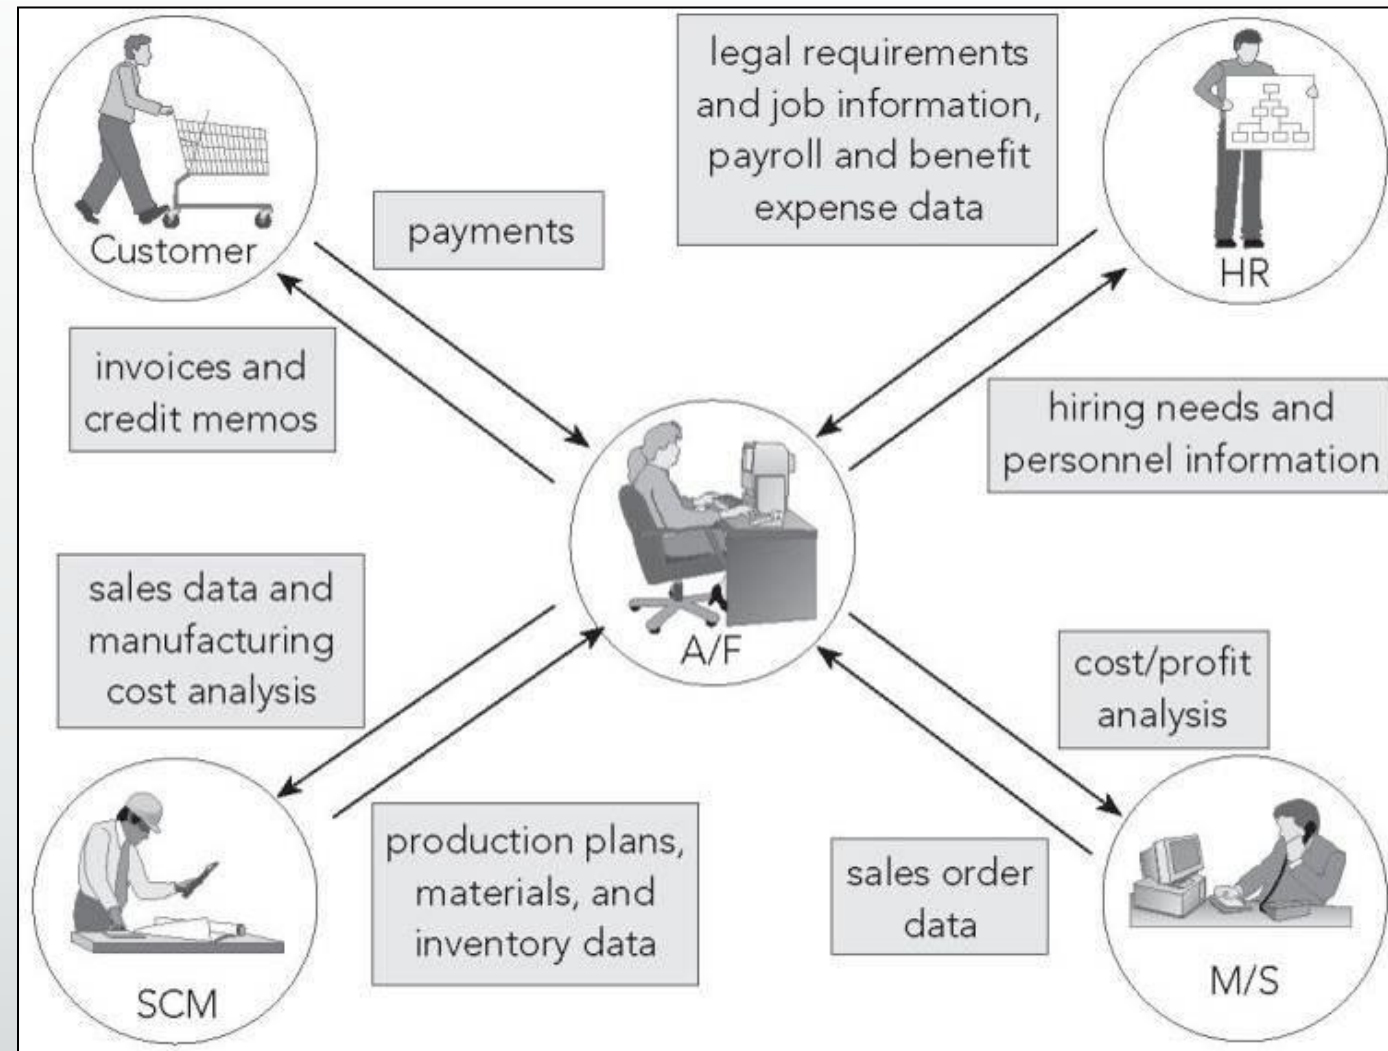 Customer
payments
legal requirements
and job information,
payroll and benefit
expense data
HR
invoices and
credit memos
hiring needs and
personnel information
A/F
sales data and
manufacturing
cost analysis
cost/profit
analysis
SCM
production plans,
materials, and
inventory data
sales order
data
M/S